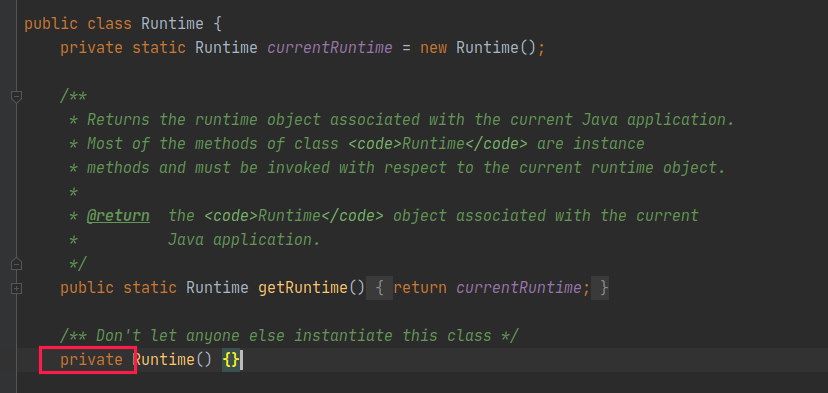 public class Runtime {
    private static Runtime currentRuntime = new Runtime();
    /**
     * Returns the runtime object associated with the current Java application.
     * Most of the methods of class <code>Runtime</code> are instance
     * methods and must be invoked with respect to the current runtime object.
     *
     * @return  the <code>Runtime</code> object associated with the current
     *          Java application.
     */
    public static Runtime getRuntime() { return currentRuntime; }
    /** Don't let anyone else instantiate this class */
    private Runtime() {}